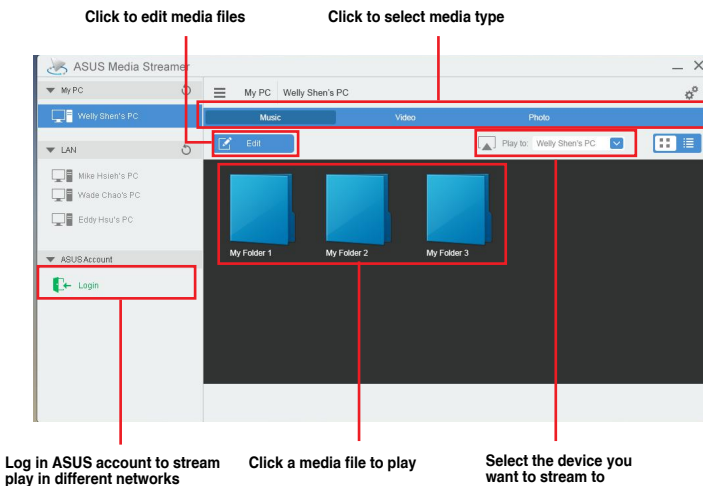 Click to edit media files
Click to select media type
ASUS Media Streamer
My PC
My PC Welly Shen's PC
Welly Shen's PC
Music Video Photo
Edit
Play to: Welly Shen's PC
LAN
Mike Hsieh's PC
Wade Chao's PC
Eddy Hsu's PC
My Folder 1 My Folder 2 My Folder 3
ASUS Account
Login
Log in ASUS account to stream
play in different networks
Click a media file to play
Select the device you
want to stream to